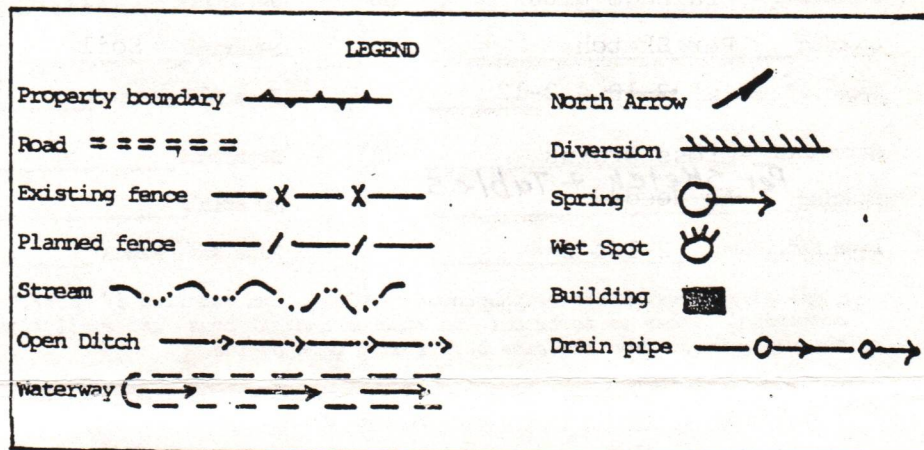 LEGEND
Property boundary
Road
Existing fence
Planned fence
Stream
Open Ditch
Waterway
North Arrow
Diversion
Spring
Wet Spot
Building
Drain pipe